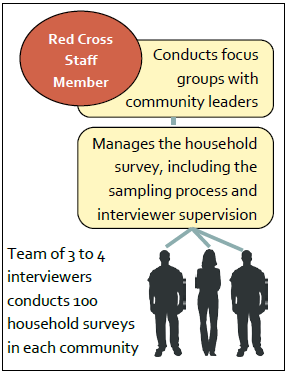 Red Cross
Staff
Member
Conducts focus
groups with
community leaders
Manages the household
survey, including the
sampling process and
interviewer supervision
Team of 3 to 4
interviewers
conducts 100
household surveys
in each community